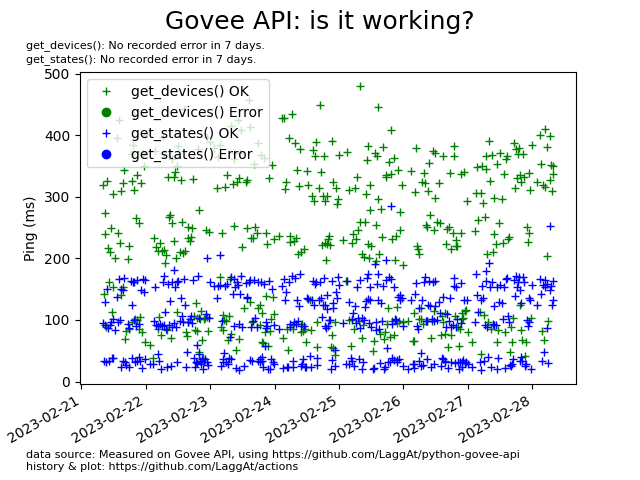 Govee API: is it working?
get_devices(): No recorded error in 7 days.
get_states(): No recorded error in 7 days.
get_devices() OK
get_devices() Error
get_states() OK
get_states() Error
Ping (ms)
500
400
300
200
100
0
2023-02-21
2023-02-22
2023-02-23
2023-02-24
2023-02-25
2023-02-26
2023-02-27
2023-02-28
data source: Measured on Govee API, using https://github.com/LaggAt/python-govee-api
history & plot: https://github.com/LaggAt/actions